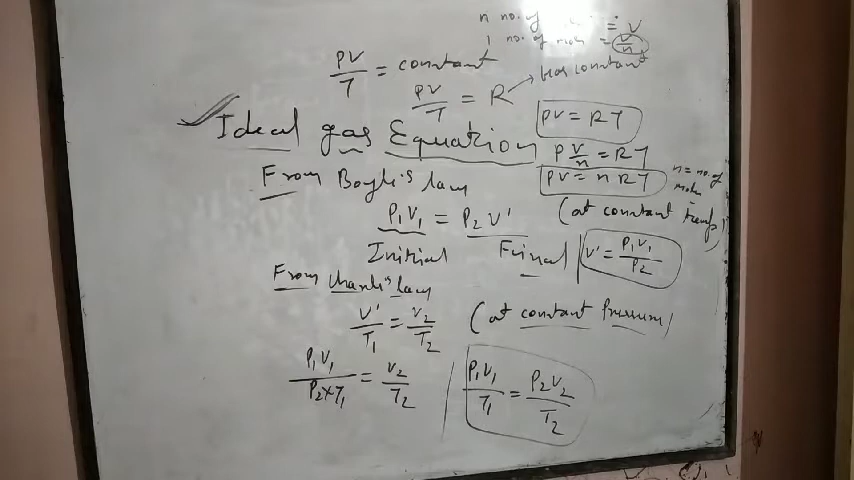 n no. of = V
1 no. of moles = V/n
PV/T = constant
PV/T = R → Gas constant
Ideal gas Equation
PV = RT
P V/n = RT
PV = nRT
n = no. of moles
From Boyle's law
P₁V₁ = P₂V' (at constant temp)
Initial Final
V' = P₁V₁/P₂
From Charle's law
V'/T₁ = V₂/T₂ (at constant Pressure)
P₁V₁/P₂×T₁ = V₂/T₂
P₁V₁/T₁ = P₂V₂/T₂